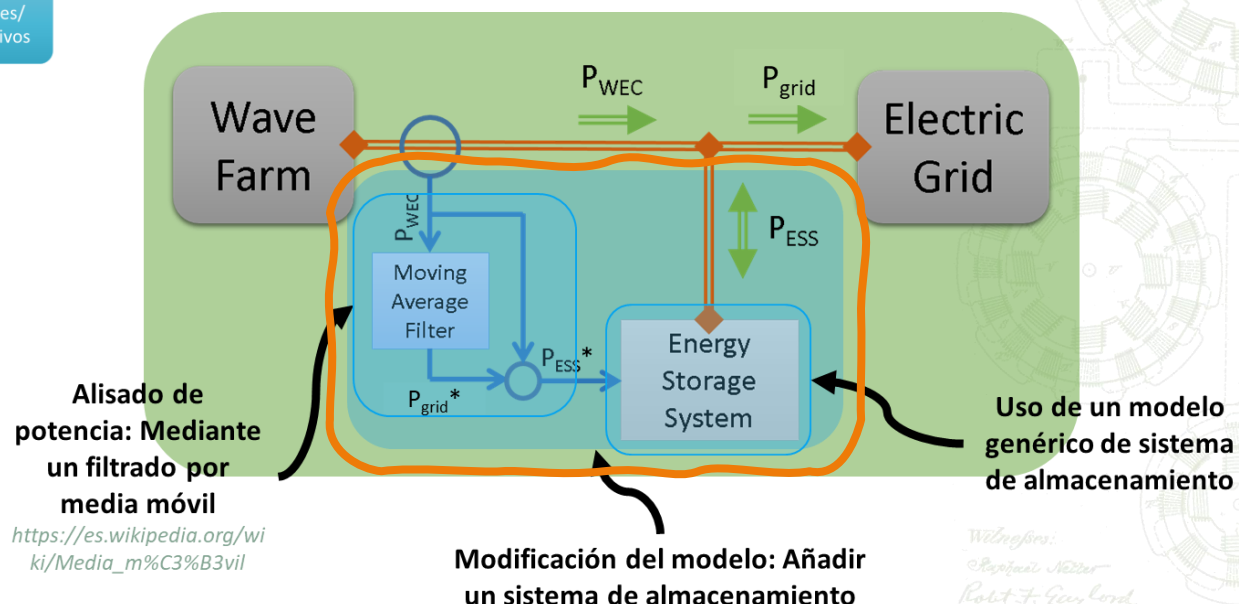 es/
ivos
P_WEC
P_grid
Wave
Farm
Electric
Grid
P_WEC
P_ESS
Moving
Average
Filter
P_ESS*
P_grid*
Energy
Storage
System
Alisado de
potencia: Mediante
un filtrado por
media móvil
https://es.wikipedia.org/wi
ki/Media_m%C3%B3vil
Uso de un modelo
genérico de sistema
de almacenamiento
Modificación del modelo: Añadir
un sistema de almacenamiento
Witnesses: